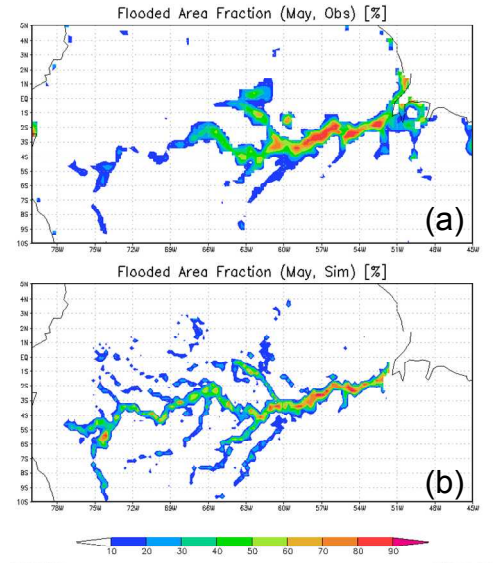 Flooded Area Fraction (May, Obs) [%]
5N
4N
3N
2N
1N
EQ
1S
2S
3S
4S
5S
6S
7S
8S
9S
10S
(a)
78W 75W 72W 69W 66W 63W 60W 57W 54W 51W 48W 45W
Flooded Area Fraction (May, Sim) [%]
5N
4N
3N
2N
1N
EQ
1S
2S
3S
4S
5S
6S
7S
8S
9S
10S
(b)
78W 75W 72W 69W 66W 63W 60W 57W 54W 51W 48W 45W
10 20 30 40 50 60 70 80 90